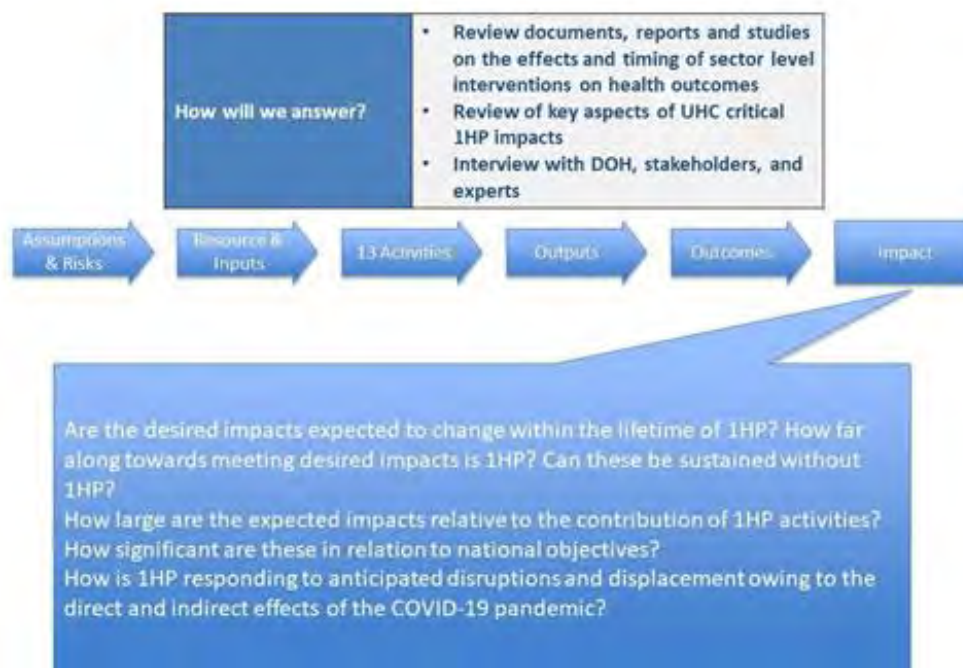 How will we answer?
• Review documents, reports and studies
on the effects and timing of sector level
interventions on health outcomes
• Review of key aspects of UHC critical
1HP impacts
• Interview with DOH, stakeholders, and
experts
Assumptions
& Risks
Resource &
Inputs
13 Activities
Outputs
Outcomes
Impact
Are the desired impacts expected to change within the lifetime of 1HP? How far
along towards meeting desired impacts is 1HP? Can these be sustained without
1HP?
How large are the expected impacts relative to the contribution of 1HP activities?
How significant are these in relation to national objectives?
How is 1HP responding to anticipated disruptions and displacement owing to the
direct and indirect effects of the COVID-19 pandemic?